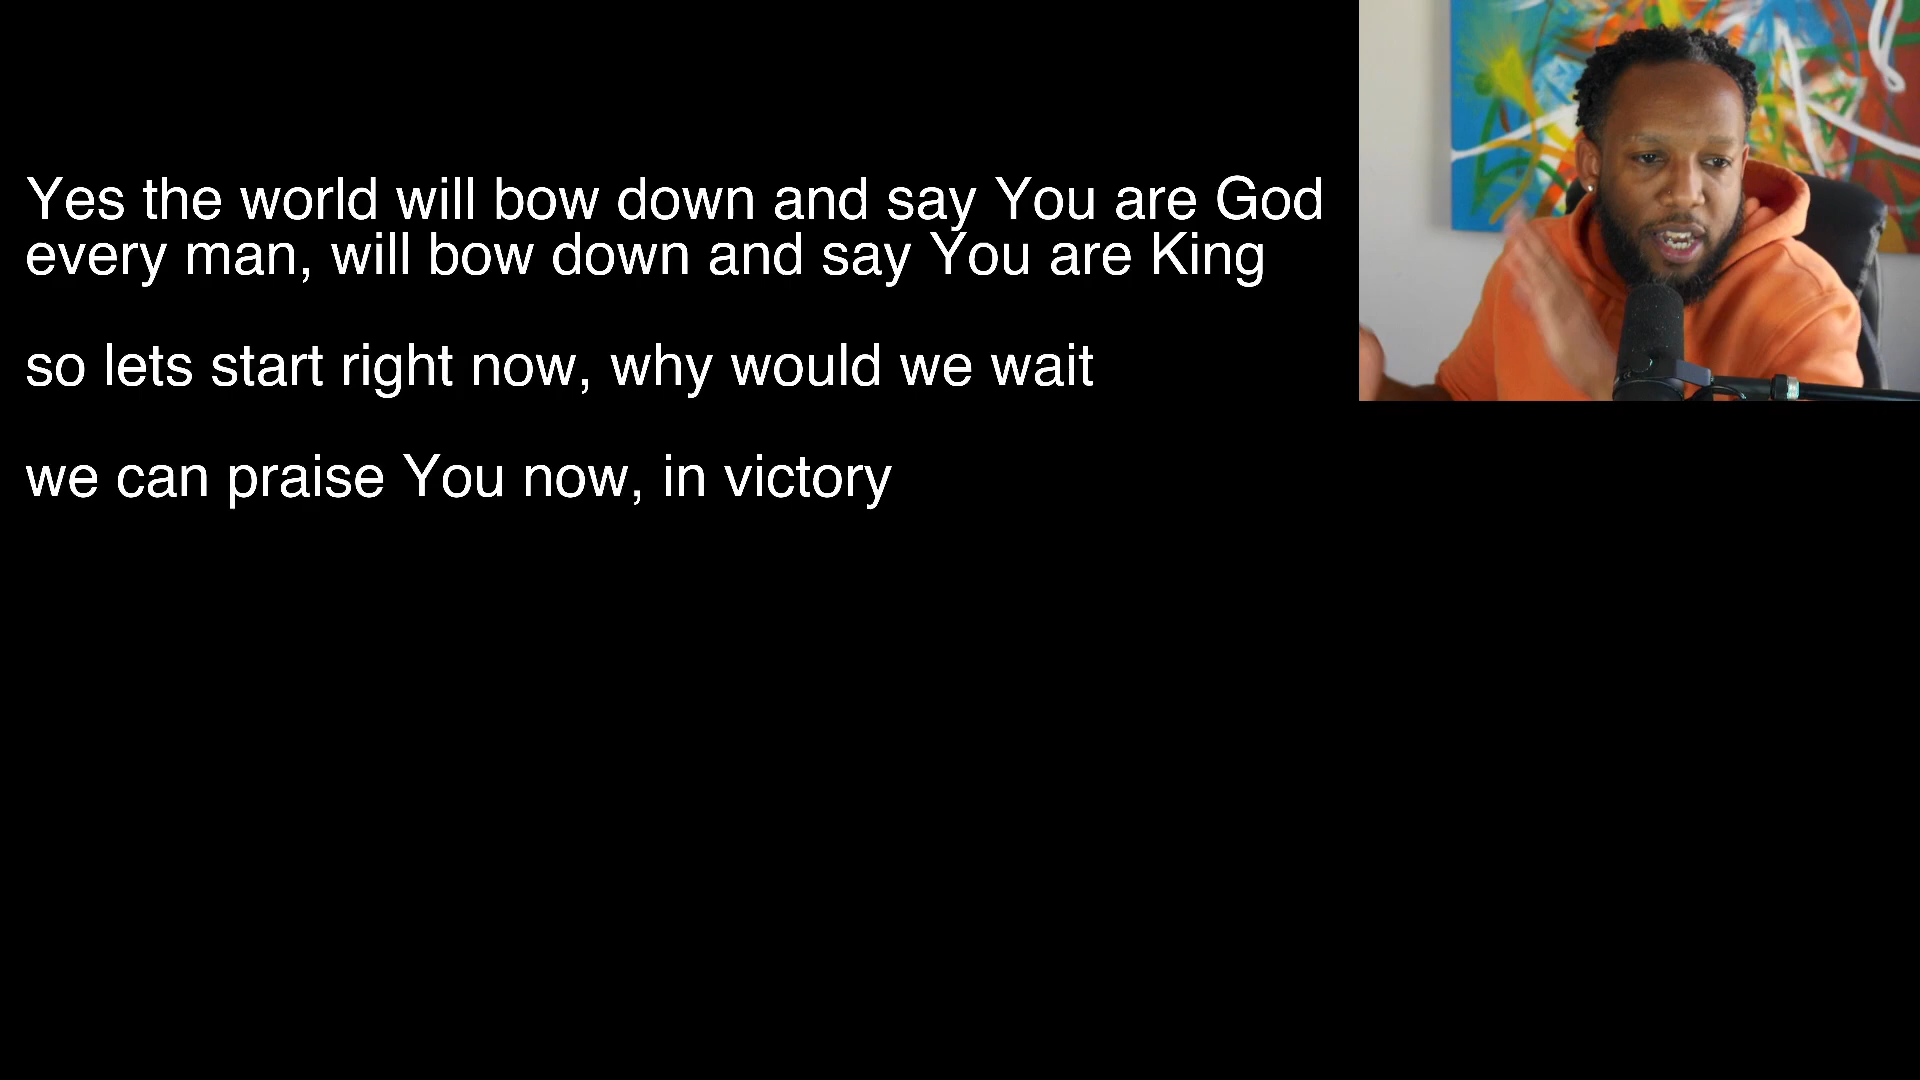 Yes the world will bow down and say You are God
every man, will bow down and say You are King
so lets start right now, why would we wait
we can praise You now, in victory